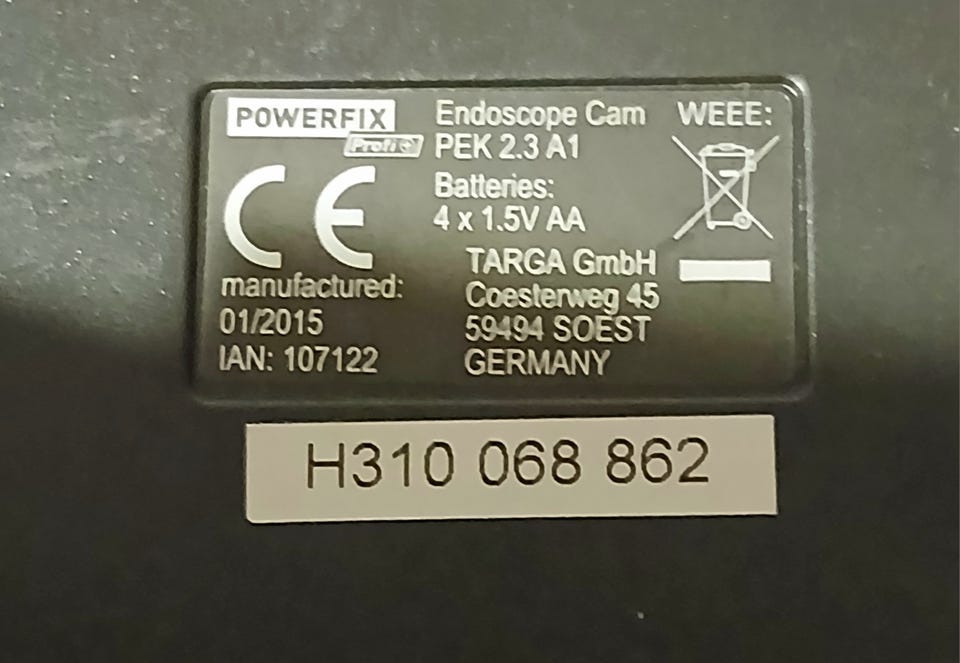 POWERFIX
Profi+
CE
manufactured:
01/2015
IAN: 107122
Endoscope Cam
PEK 2.3 A1
Batteries:
4 x 1.5V AA
TARGA GmbH
Coesterweg 45
59494 SOEST
GERMANY
WEEE:
H310 068 862